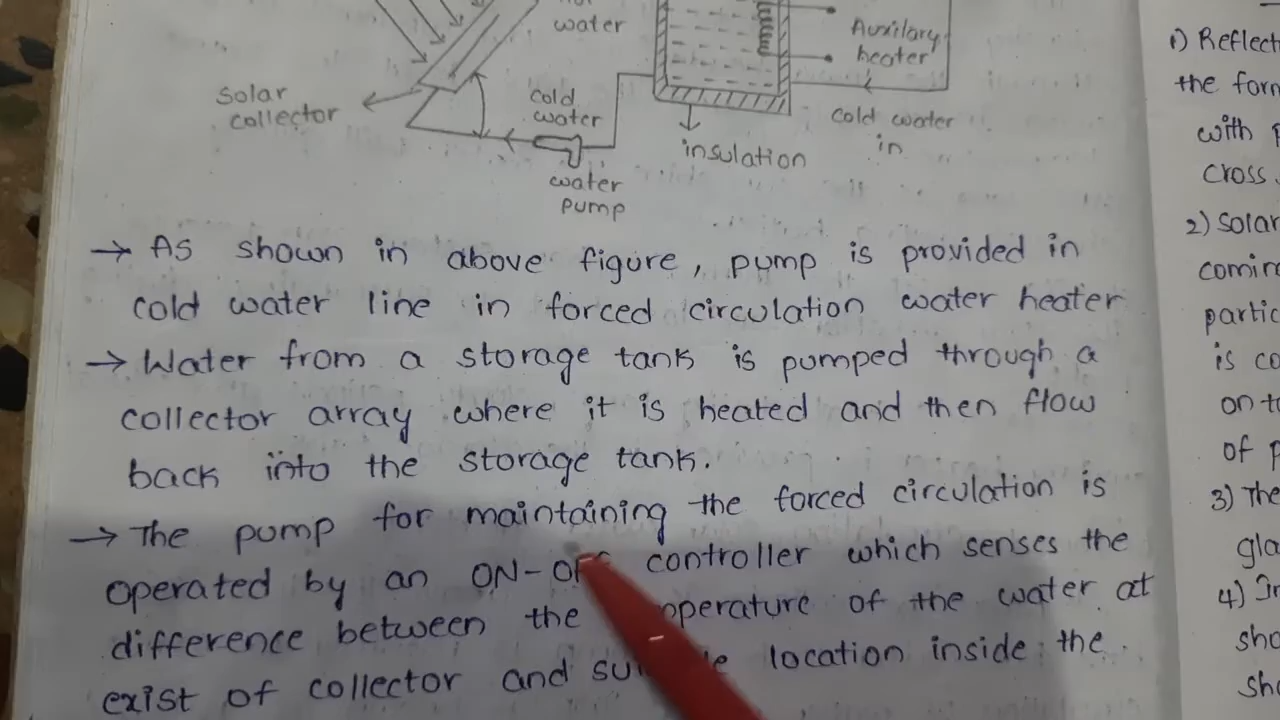 water
Auxilary
heater
Solar
collector
cold
water
cold water
in
insulation
water
pump
→ As shown in above figure, pump is provided in
cold water line in forced circulation water heater
→ Water from a storage tank is pumped through a
collector array where it is heated and then flow
back into the storage tank.
→ The pump for maintaining the forced circulation is
operated by an ON-OFF controller which senses the
difference between the temperature of the water at
exist of collector and location inside the
1) Reflect
the form
with
cross
2) Solar
coming
partic
is co
on to
of
3) The
gla
4) In
sho
sho